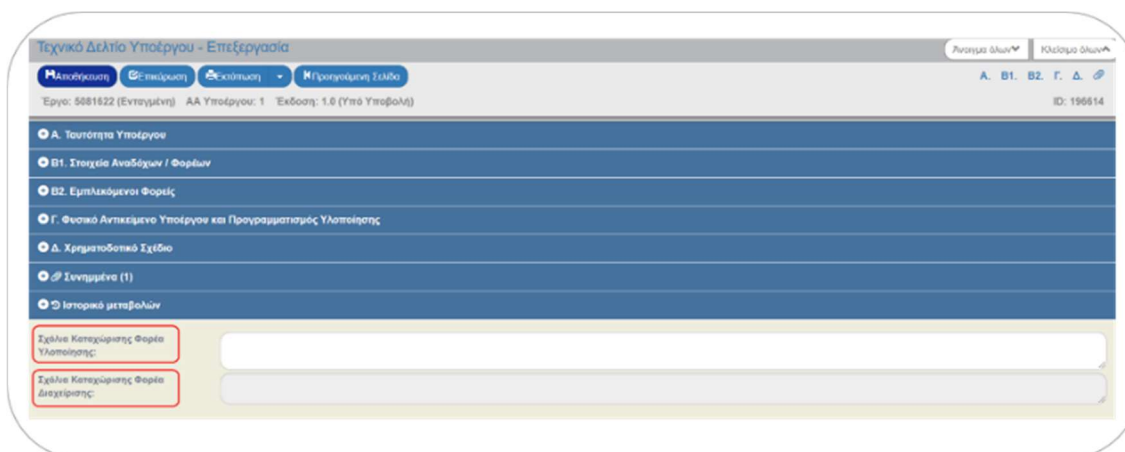 Τεχνικό Δελτίο Υποέργου - Επεξεργασία
Άνοιγμα όλων Κλείσιμο όλων
Αποθήκευση Επικύρωση Εκτύπωση Προηγούμενη Σελίδα Α. Β1. Β2. Γ. Δ.
Έργο: 5081622 (Ενταγμένη) ΑΑ Υποέργου: 1 Έκδοση: 1.0 (Υπό Υποβολή) ID: 196614
Α. Ταυτότητα Υποέργου
Β1. Στοιχεία Αναδόχων / Φορέων
Β2. Εμπλεκόμενοι Φορείς
Γ. Φυσικό Αντικείμενο Υποέργου και Προγραμματισμός Υλοποίησης
Δ. Χρηματοδοτικό Σχέδιο
Συνημμένα (1)
Ιστορικό μεταβολών
Σχόλια Καταχώρισης Φορέα
Υλοποίησης:
Σχόλια Καταχώρισης Φορέα
Διαχείρισης: